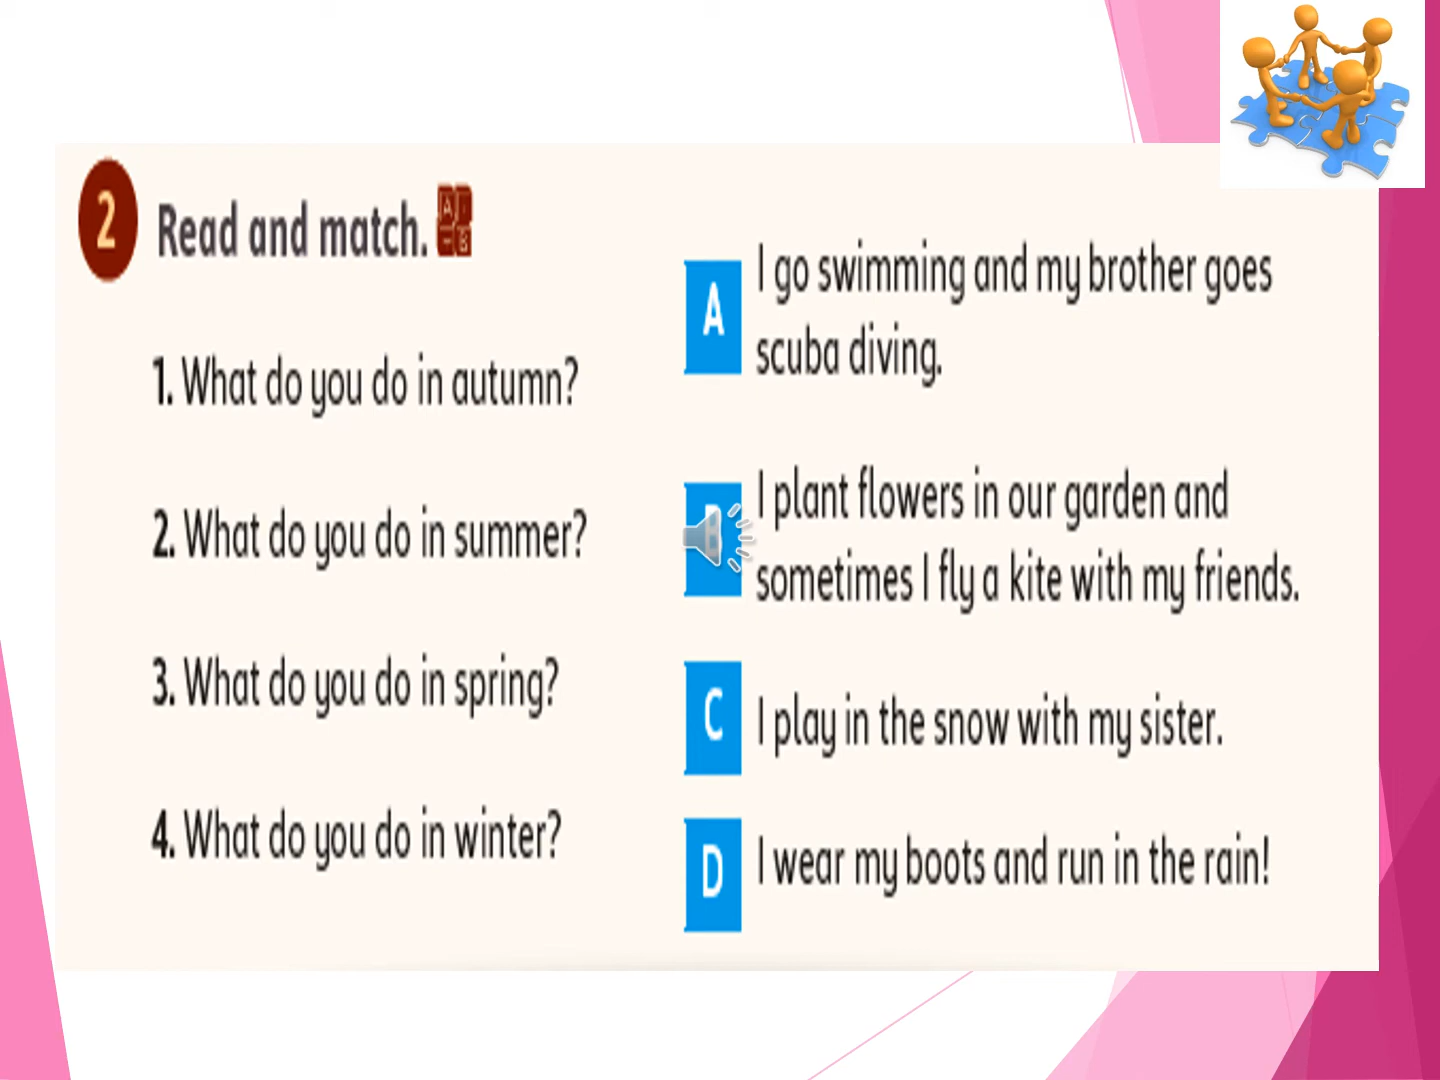 2 Read and match.
1. What do you do in autumn?
2. What do you do in summer?
3. What do you do in spring?
4. What do you do in winter?
A I go swimming and my brother goes
scuba diving.
B I plant flowers in our garden and
sometimes I fly a kite with my friends.
C I play in the snow with my sister.
D I wear my boots and run in the rain!